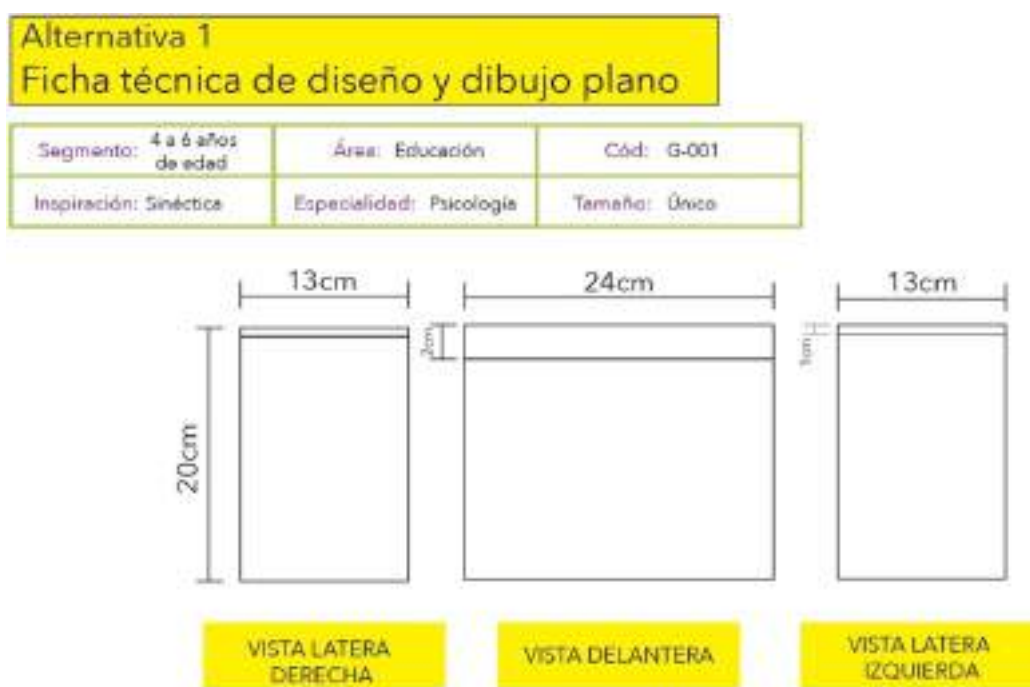 Alternativa 1
Ficha técnica de diseño y dibujo plano
Segmento: 4 a 6 años de edad
Área: Educación
Cód: G-001
Inspiración: Sinéctica
Especialidad: Psicología
Tamaño: Único
13cm
24cm
13cm
2cm
1cm
20cm
VISTA LATERA
DERECHA
VISTA DELANTERA
VISTA LATERA
IZQUIERDA